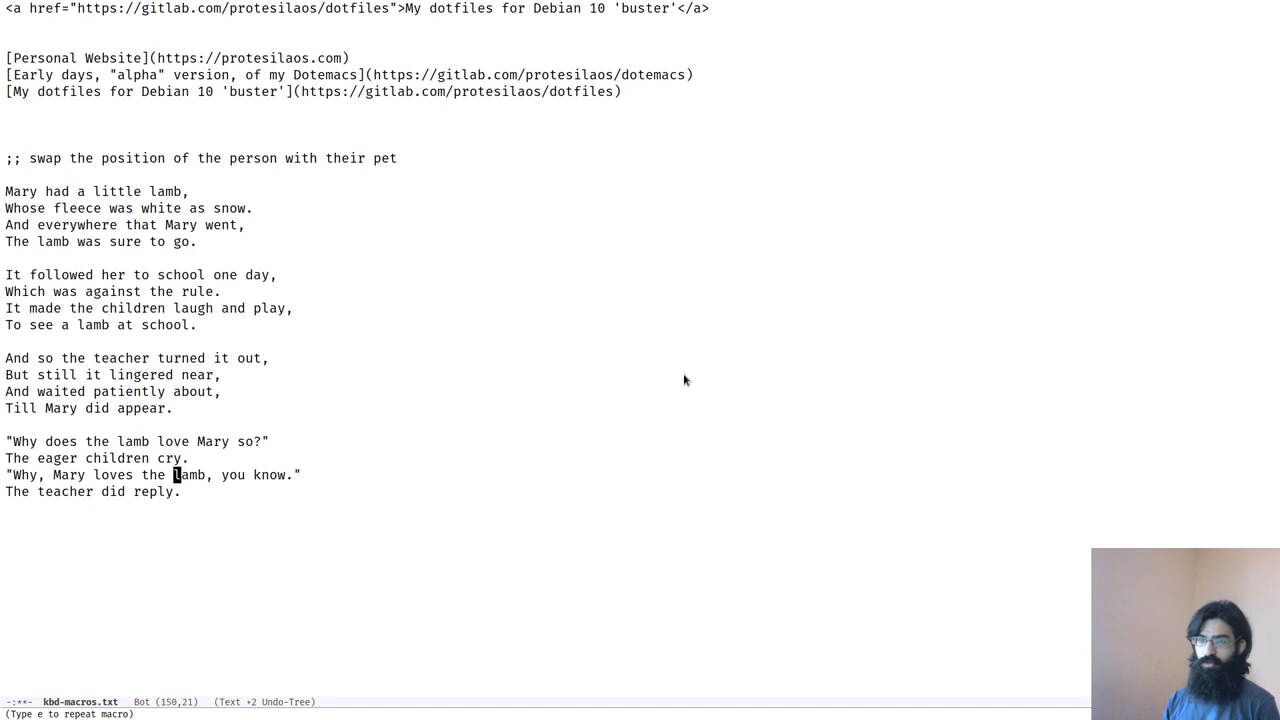 <a href="https://gitlab.com/protesilaos/dotfiles">My dotfiles for Debian 10 'buster'</a>
[Personal Website](https://protesilaos.com)
[Early days, "alpha" version, of my Dotemacs](https://gitlab.com/protesilaos/dotemacs)
[My dotfiles for Debian 10 'buster'](https://gitlab.com/protesilaos/dotfiles)
;; swap the position of the person with their pet
Mary had a little lamb,
Whose fleece was white as snow.
And everywhere that Mary went,
The lamb was sure to go.
It followed her to school one day,
Which was against the rule.
It made the children laugh and play,
To see a lamb at school.
And so the teacher turned it out,
But still it lingered near,
And waited patiently about,
Till Mary did appear.
"Why does the lamb love Mary so?"
The eager children cry.
"Why, Mary loves the lamb, you know."
The teacher did reply.
-:**-  kbd-macros.txt   Bot (150,21)   (Text +2 Undo-Tree)
(Type e to repeat macro)